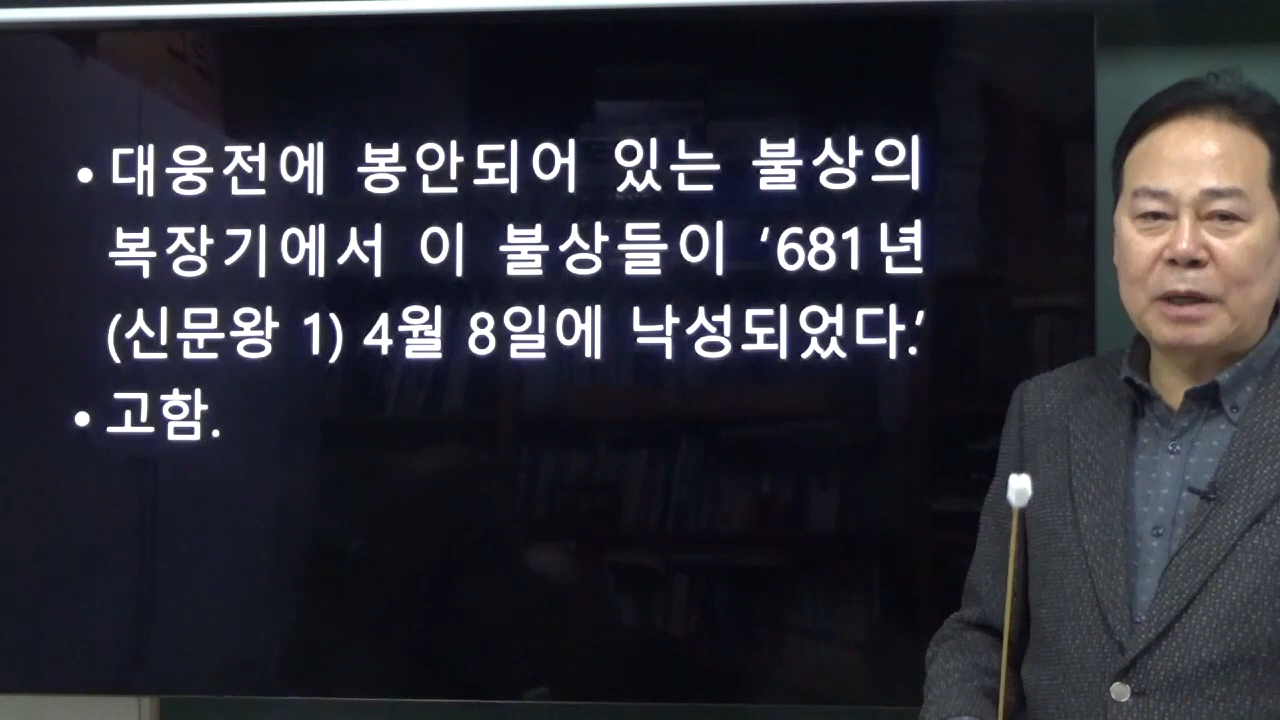 • 대웅전에 봉안되어 있는 불상의
복장기에서 이 불상들이 ‘681년
(신문왕 1) 4월 8일에 낙성되었다.’
• 고함.